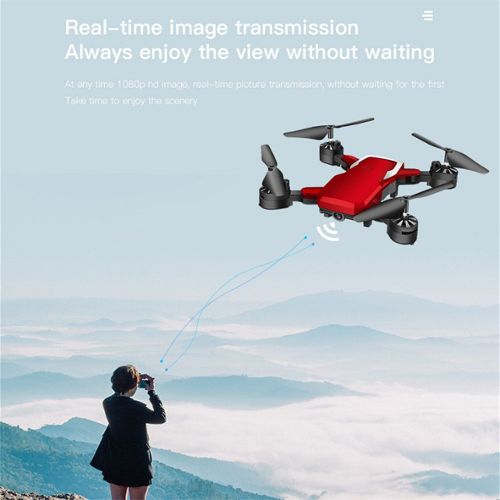 Real-time image transmission
Always enjoy the view without waiting
At any time 1080p hd image, real-time picture transmission, without waiting for the first
Take time to enjoy the scenery